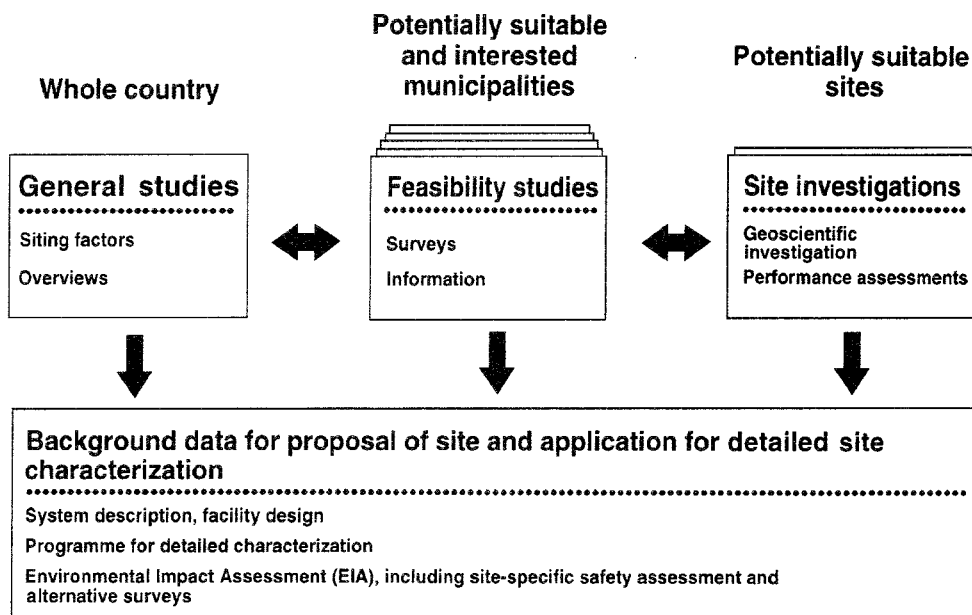 Whole country
Potentially suitable
and interested
municipalities
Potentially suitable
sites
General studies
Siting factors
Overviews
Feasibility studies
Surveys
Information
Site investigations
Geoscientific
investigation
Performance assessments
Background data for proposal of site and application for detailed site
characterization
System description, facility design
Programme for detailed characterization
Environmental Impact Assessment (EIA), including site-specific safety assessment and
alternative surveys